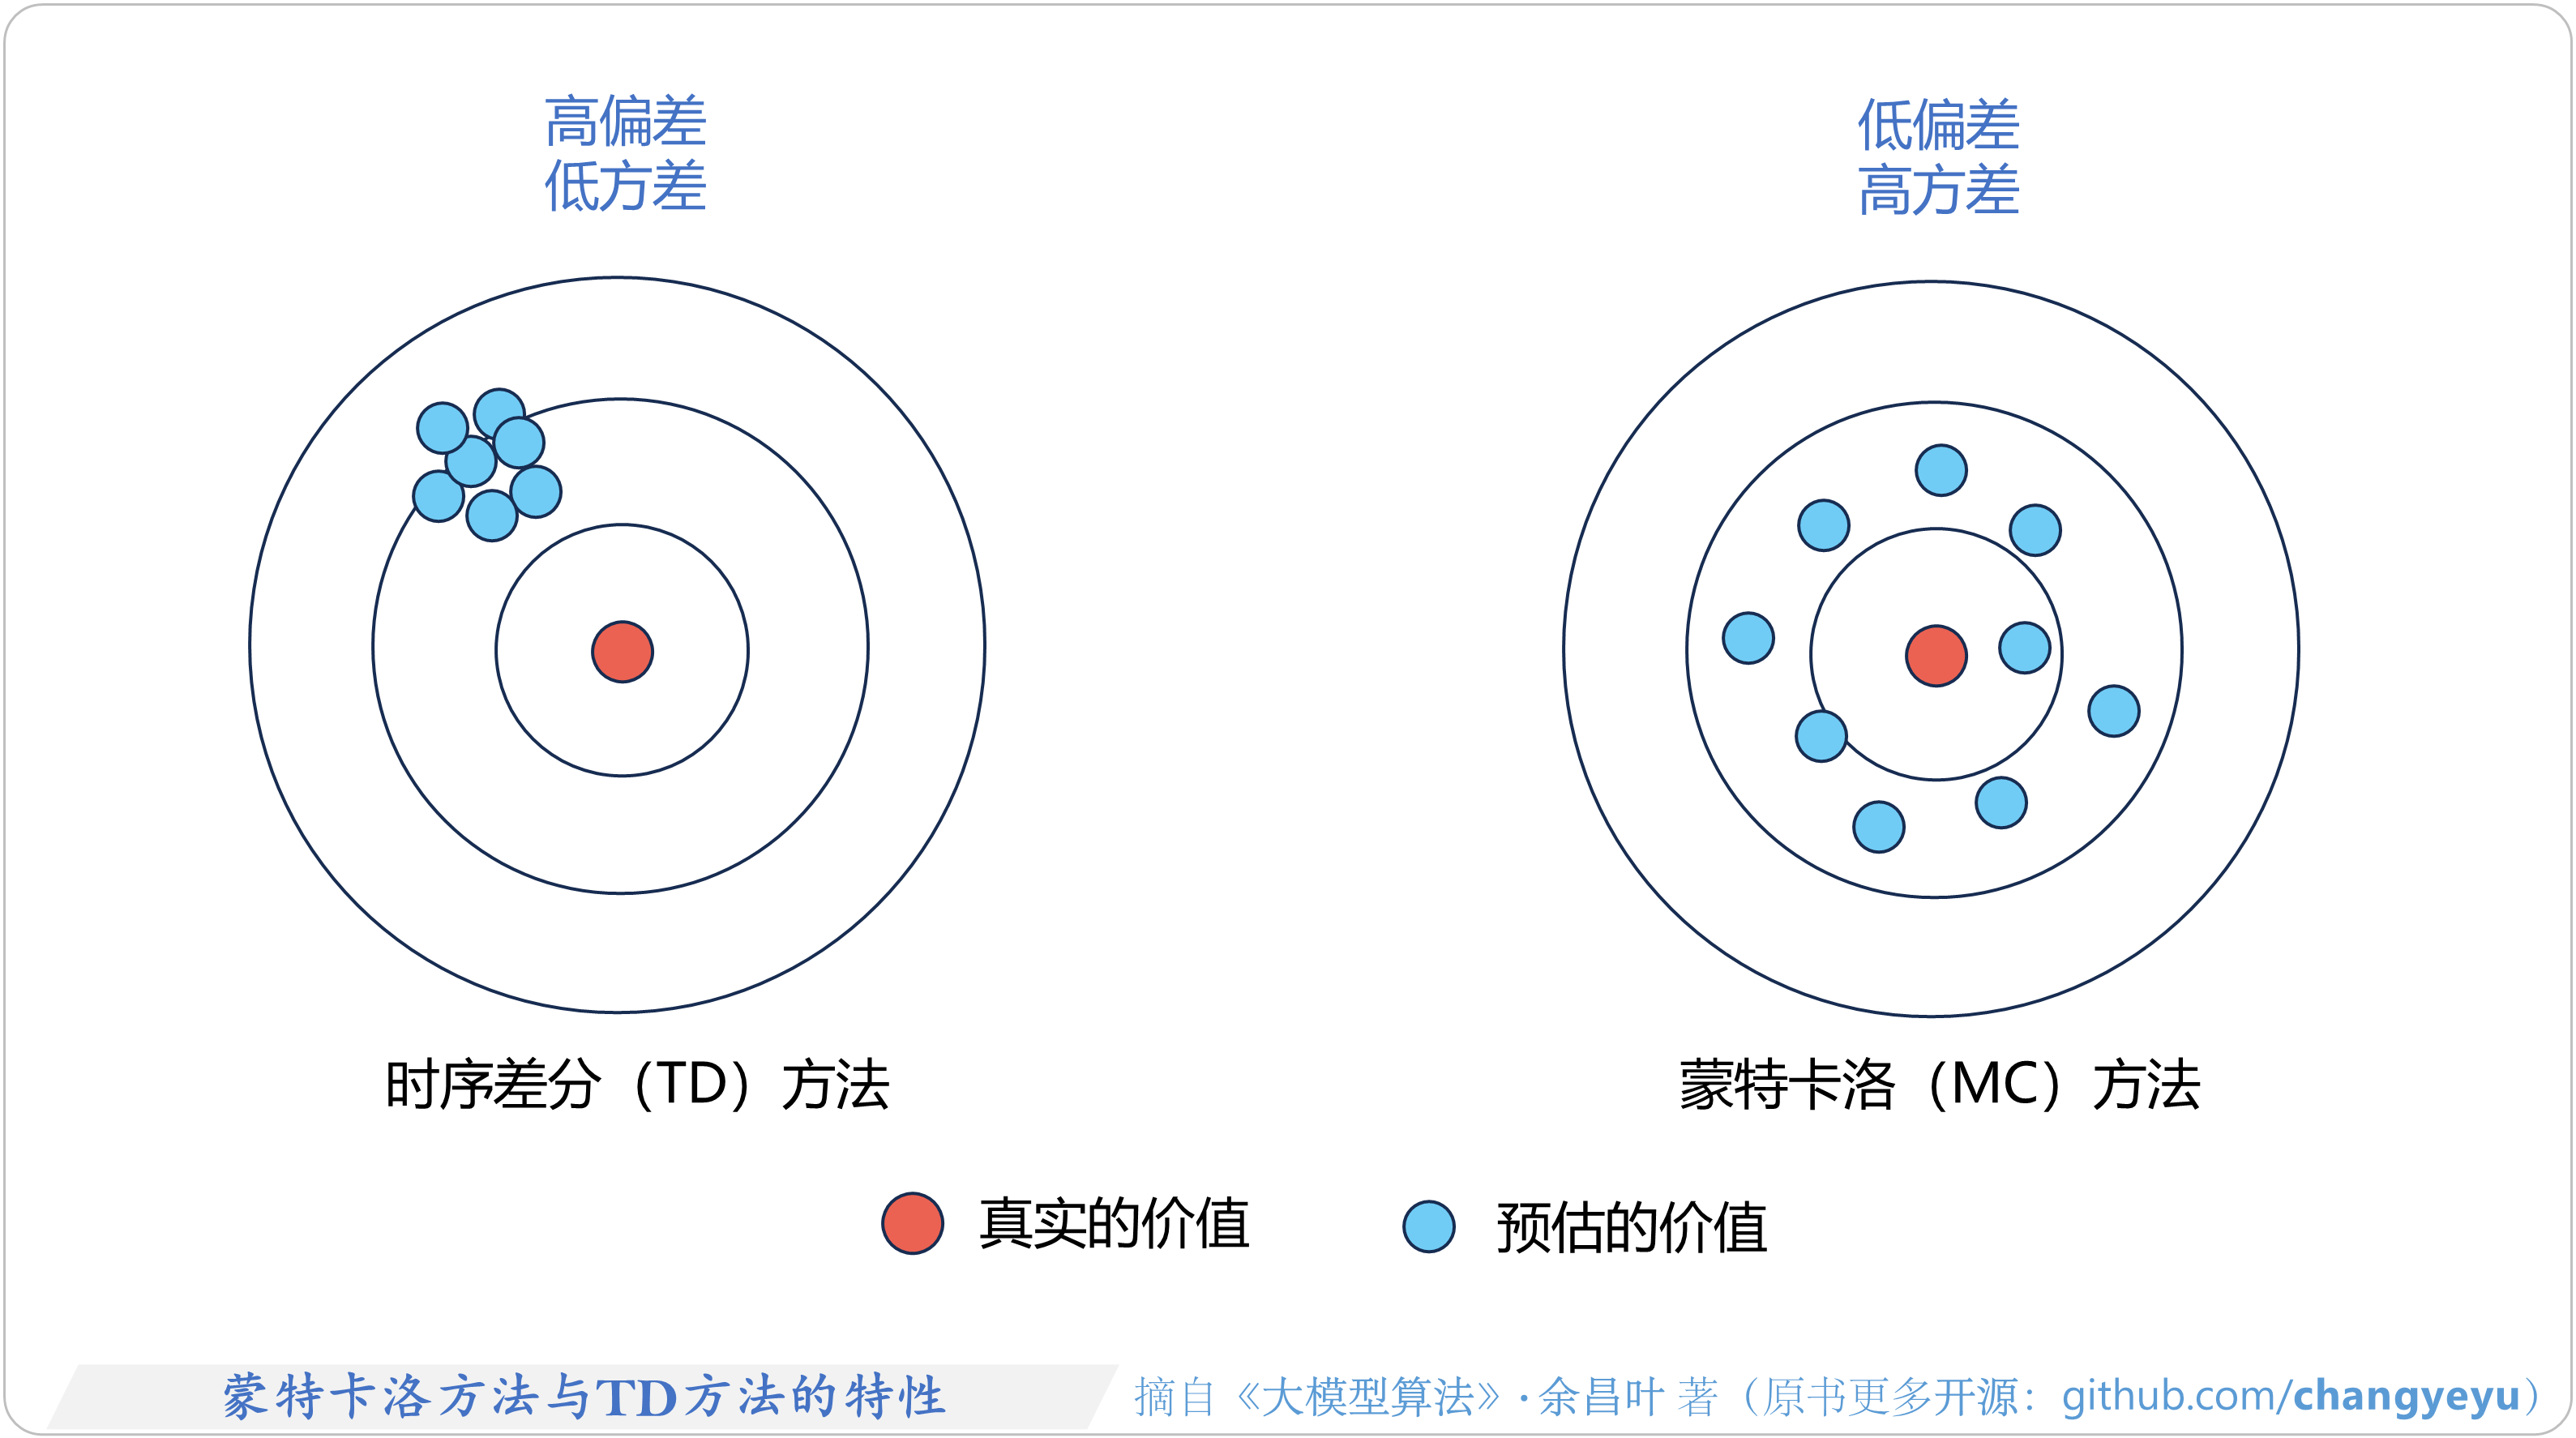 高偏差
低方差
低偏差
高方差
时序差分（TD）方法
蒙特卡洛（MC）方法
真实的价值
预估的价值
蒙特卡洛方法与TD方法的特性
摘自《大模型算法》·余昌叶 著（原书更多开源：github.com/changyeyu）